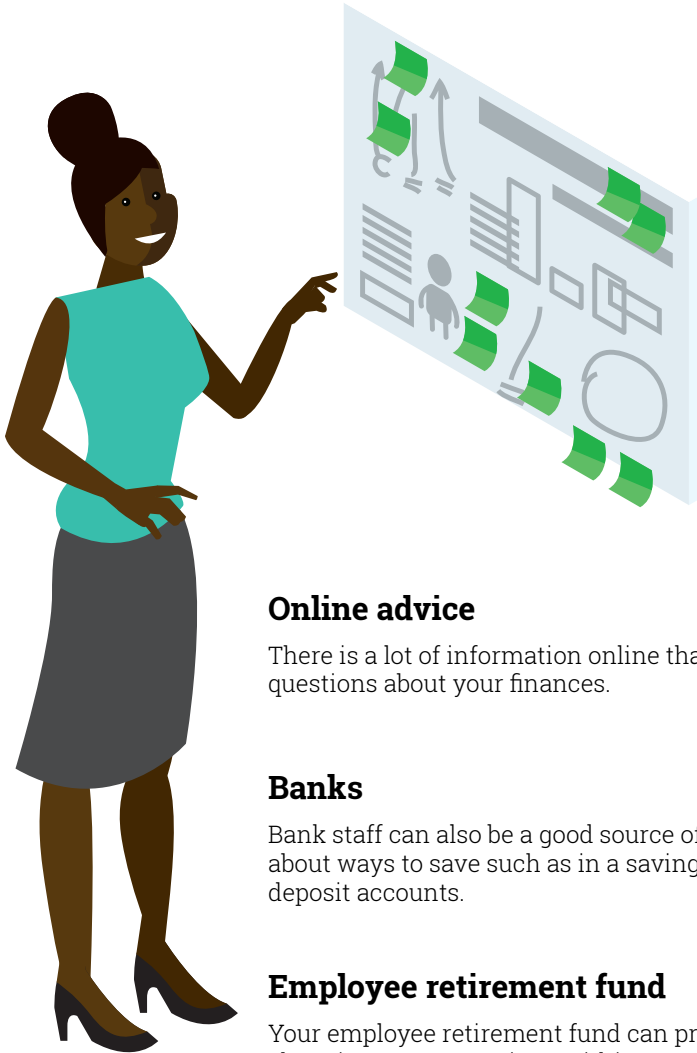 Online advice
There is a lot of information online tha
questions about your finances.
Banks
Bank staff can also be a good source of
about ways to save such as in a saving
deposit accounts.
Employee retirement fund
Your employee retirement fund can pr